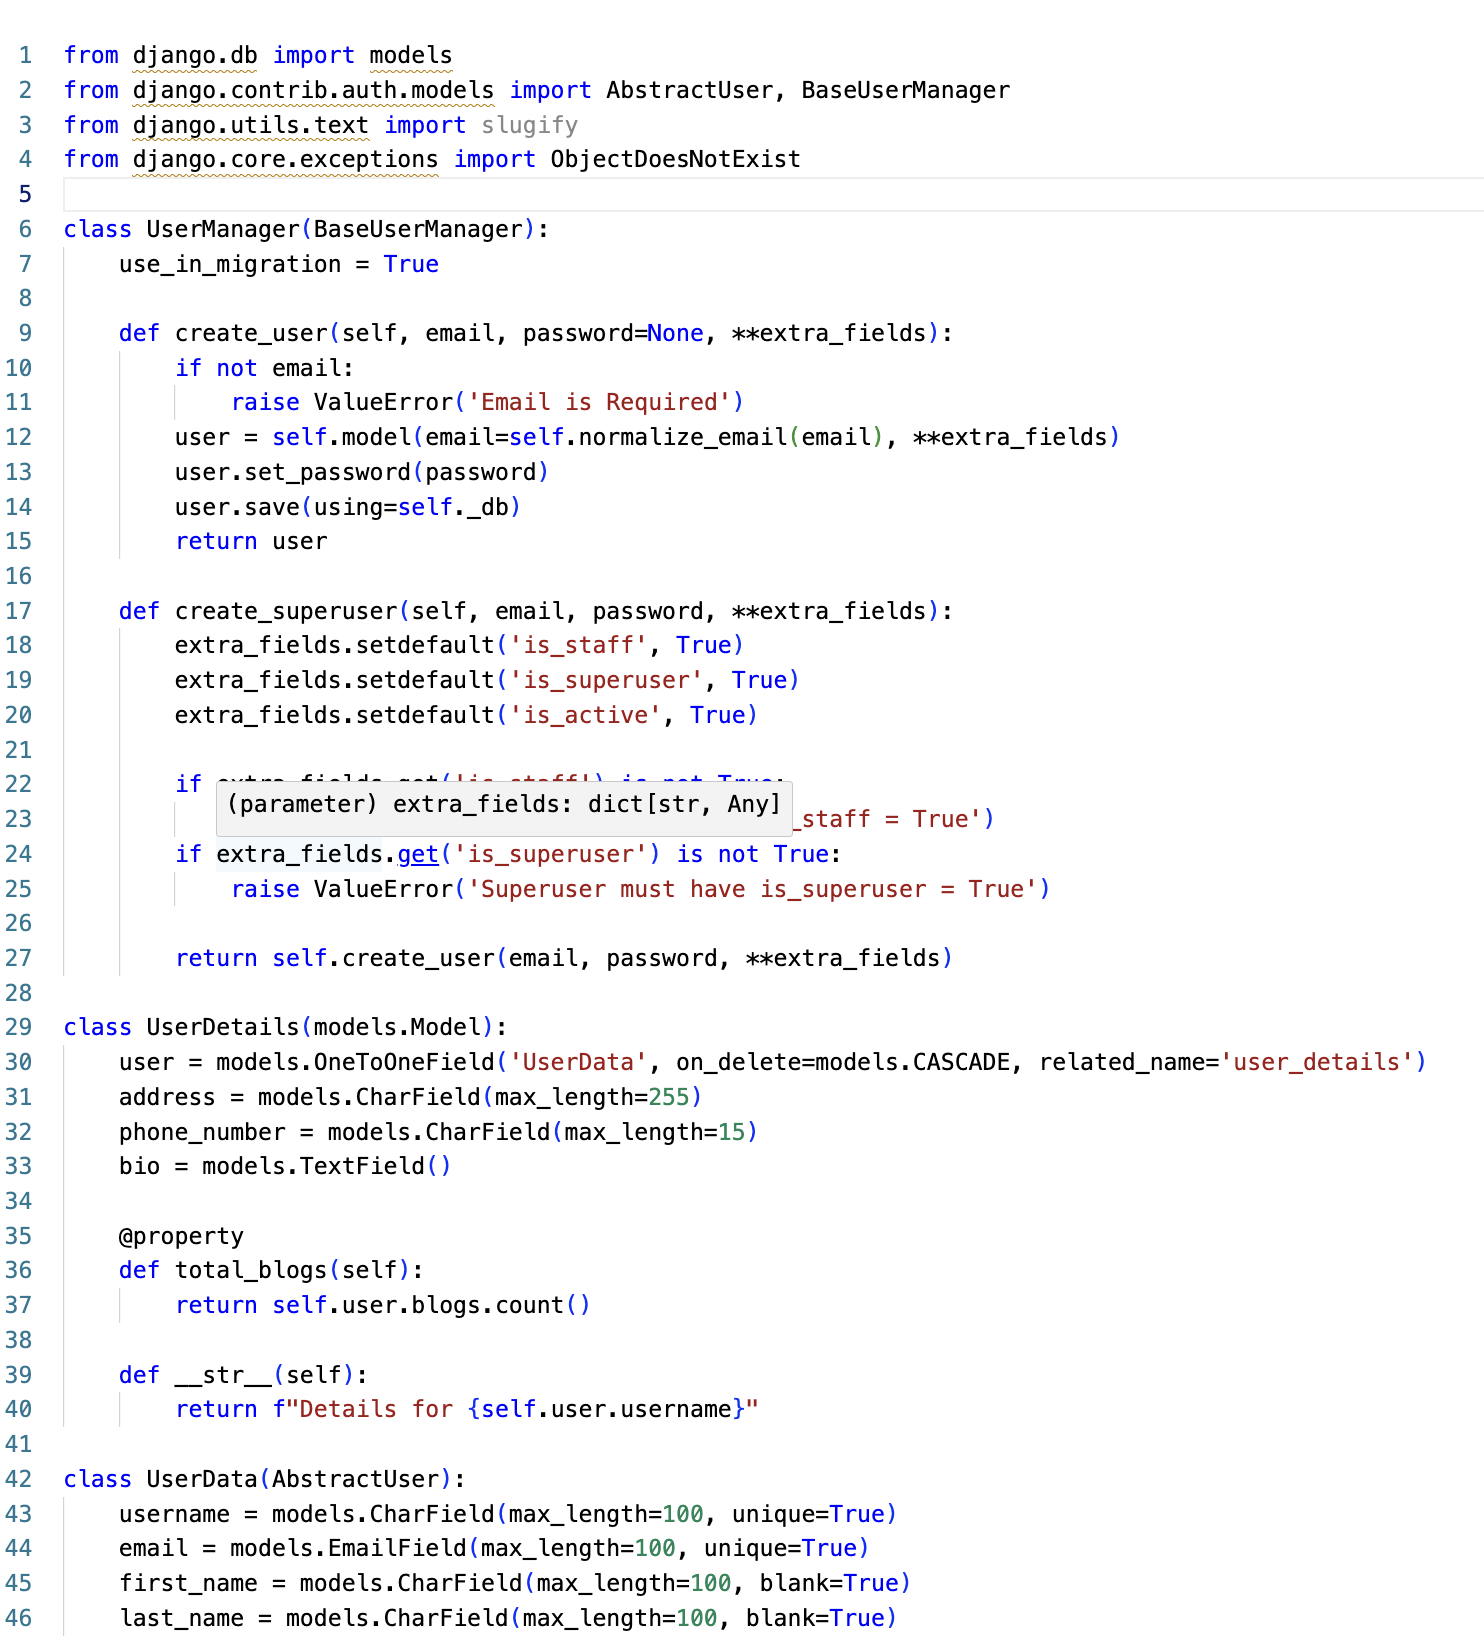 1 from django.db import models
2 from django.contrib.auth.models import AbstractUser, BaseUserManager
3 from django.utils.text import slugify
4 from django.core.exceptions import ObjectDoesNotExist
5
6 class UserManager(BaseUserManager):
7     use_in_migration = True
8
9     def create_user(self, email, password=None, **extra_fields):
10         if not email:
11             raise ValueError('Email is Required')
12         user = self.model(email=self.normalize_email(email), **extra_fields)
13         user.set_password(password)
14         user.save(using=self._db)
15         return user
16
17     def create_superuser(self, email, password, **extra_fields):
18         extra_fields.setdefault('is_staff', True)
19         extra_fields.setdefault('is_superuser', True)
20         extra_fields.setdefault('is_active', True)
21
22         if extra_fields.get('is_staff') is not True:
(parameter) extra_fields: dict[str, Any]
23 _staff = True')
24         if extra_fields.get('is_superuser') is not True:
25             raise ValueError('Superuser must have is_superuser = True')
26
27         return self.create_user(email, password, **extra_fields)
28
29 class UserDetails(models.Model):
30     user = models.OneToOneField('UserData', on_delete=models.CASCADE, related_name='user_details')
31     address = models.CharField(max_length=255)
32     phone_number = models.CharField(max_length=15)
33     bio = models.TextField()
34
35     @property
36     def total_blogs(self):
37         return self.user.blogs.count()
38
39     def __str__(self):
40         return f"Details for {self.user.username}"
41
42 class UserData(AbstractUser):
43     username = models.CharField(max_length=100, unique=True)
44     email = models.EmailField(max_length=100, unique=True)
45     first_name = models.CharField(max_length=100, blank=True)
46     last_name = models.CharField(max_length=100, blank=True)